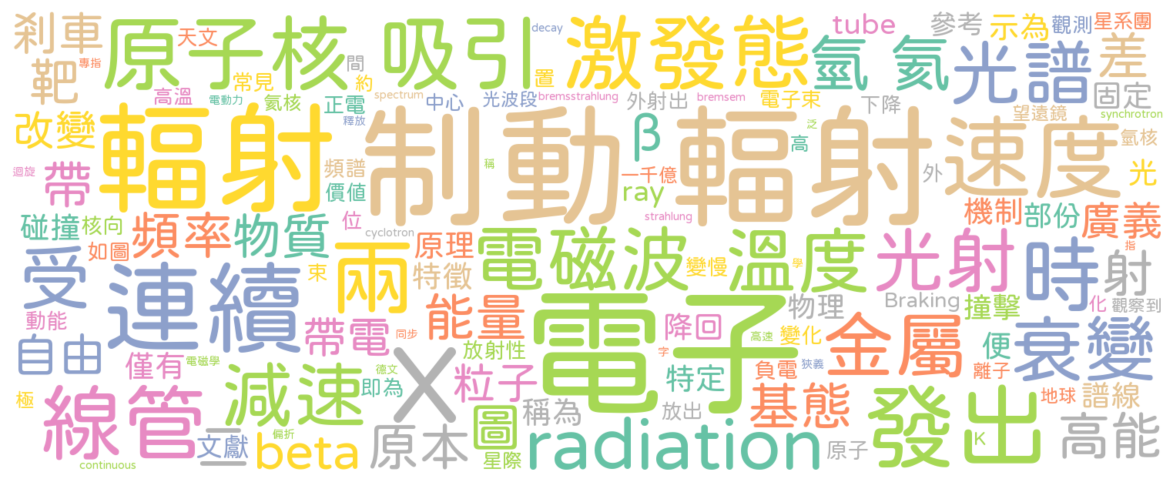 剎車 天文 原子核 吸引 decay 激發態 tube 參考 示為 觀測 星系團
靶 專指 常見 間 約 置 氫 氦 光譜 差
高溫 電動力 氦核 正電 spectrum 中心 光波段 bremsstrahlung 外射出 bremsem 電子束 下降 望遠鏡 固定 synchrotron
改變 輻射 釋放 制動輻射 β 高 泛 速度 氫核
迴旋 帶 頻譜 價值 稱 一千億 ray 外 光
碰撞 核向 頻率 物質 位 cyclotron strahlung 機制 部份 廣義
如圖 受 連續 兩 原理 特徵 電磁波 變慢 溫度 學 光射 時 射 指
束 能量 物理 Braking 撞擊 化 觀察到
動能 自由 帶電 同步 電子 降回 高速 變化 金屬 便 衰變
僅有 電磁學 放射性 字 負電 狹義 離子
極 線管 減速 德文 即為 X 粒子 特定 基態 地球 譜線
三 文獻 偏折 稱為 圖 放出 發出 高能
continuous beta 原本 星際 radiation 原子 K